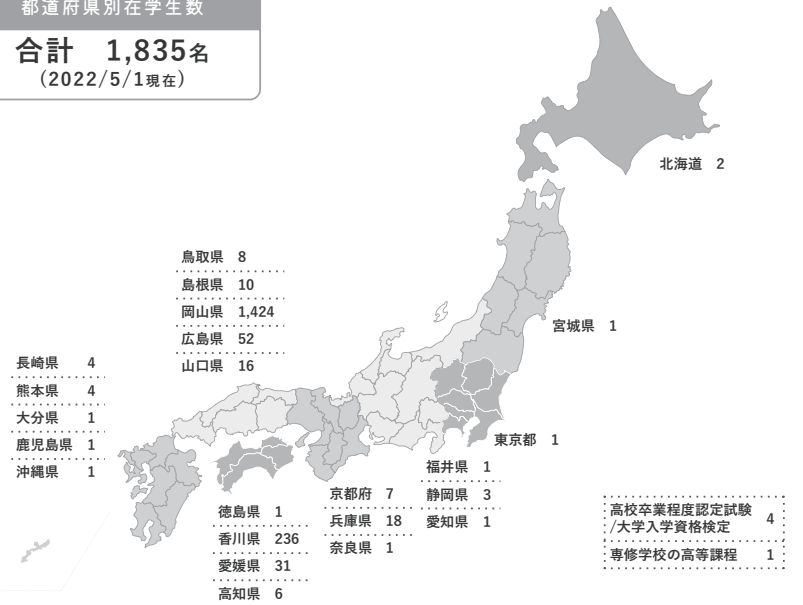 都道府県別在学生数
合計 1,835名
(2022/5/1現在)
北海道 2
宮城県 1
東京都 1
鳥取県 8
島根県 10
岡山県 1,424
広島県 52
山口県 16
長崎県 4
熊本県 4
大分県 1
鹿児島県 1
沖縄県 1
福井県 1
静岡県 3
愛知県 1
京都府 7
兵庫県 18
奈良県 1
徳島県 1
香川県 236
愛媛県 31
高知県 6
高校卒業程度認定試験
/大学入学資格検定 4
専修学校の高等課程 1